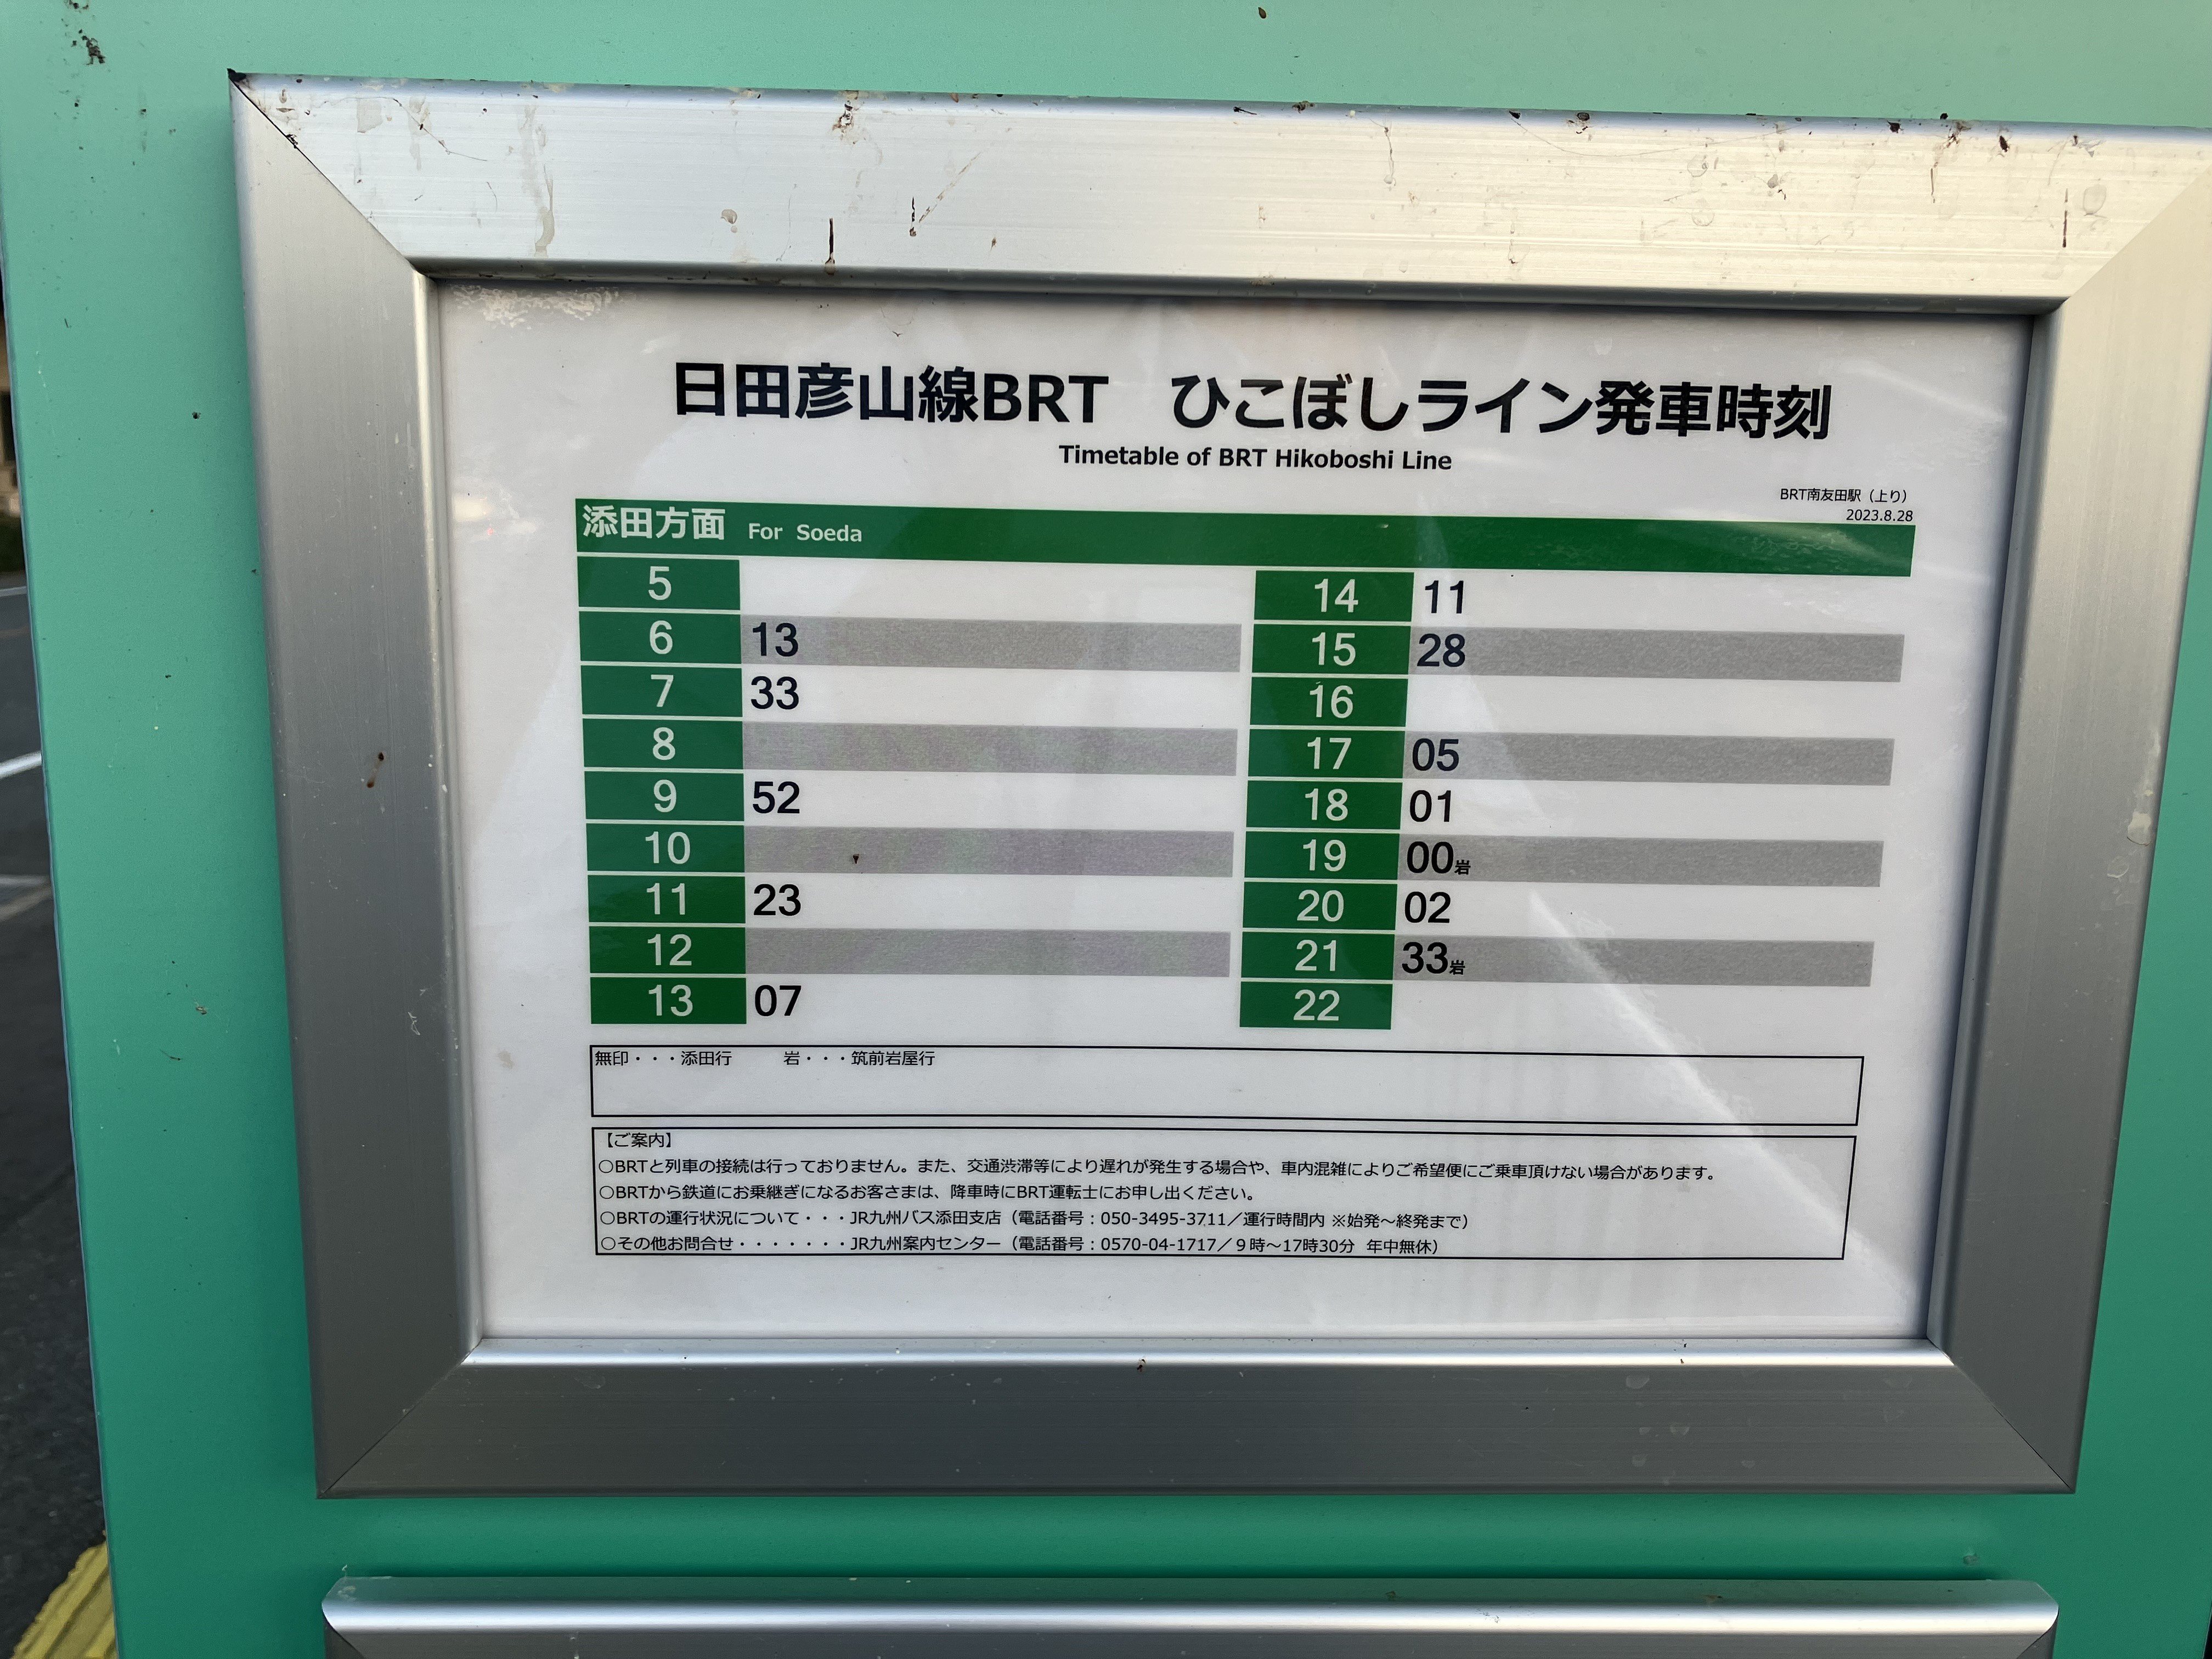 日田彦山線BRT　ひこぼしライン発車時刻
Timetable of BRT Hikoboshi Line
BRT南友田駅（上り）
2023.8.28
添田方面 For Soeda
5
6 13
7 33
8
9 52
10
11 23
12
13 07
14 11
15 28
16
17 05
18 01
19 00岩
20 02
21 33岩
22
無印・・・添田行　　　岩・・・筑前岩屋行
【ご案内】
○BRTと列車の接続は行っておりません。また、交通渋滞等により遅れが発生する場合や、車内混雑によりご希望便にご乗車頂けない場合があります。
○BRTから鉄道にお乗継ぎになるお客さまは、降車時にBRT運転士にお申し出ください。
○BRTの運行状況について・・・JR九州バス添田支店（電話番号：050-3495-3711／運行時間内 ※始発～終発まで）
○その他お問合せ・・・・・・・JR九州案内センター（電話番号：0570-04-1717／９時～17時30分 年中無休）